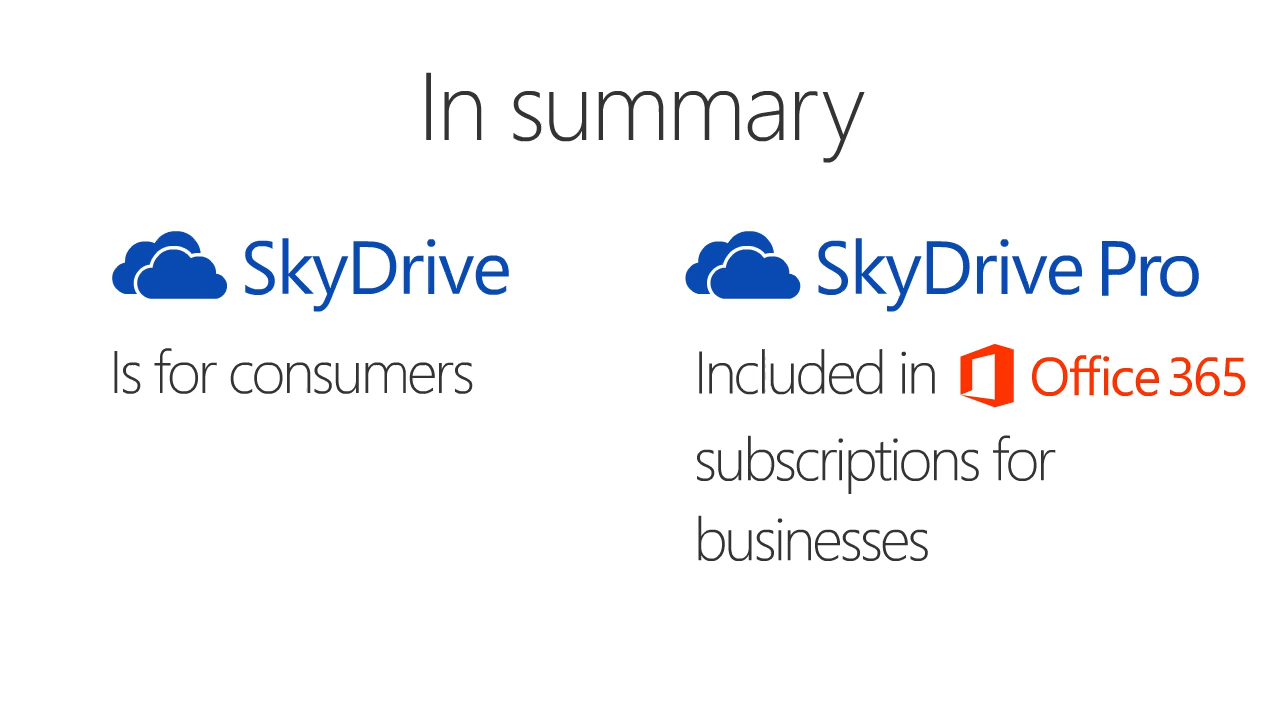 In summary
SkyDrive
Is for consumers
SkyDrive Pro
Included in Office 365
subscriptions for
businesses